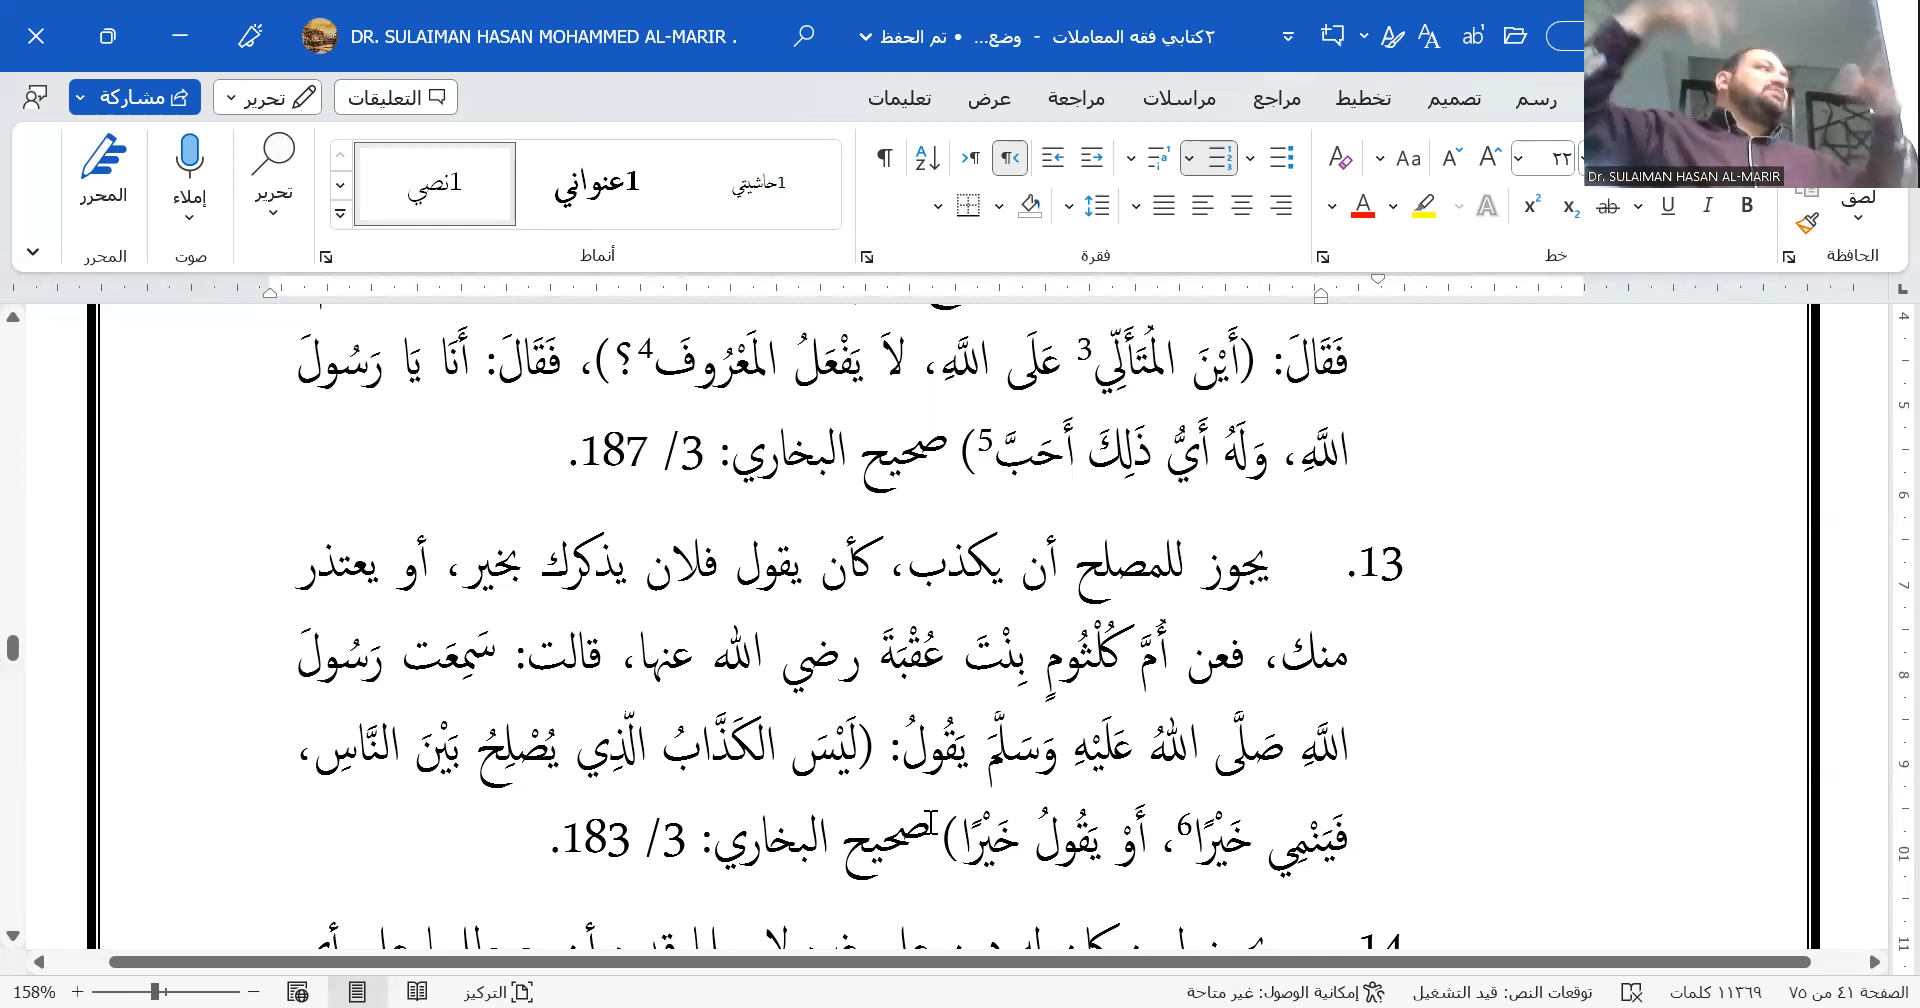 DR. SULAIMAN HASAN MOHAMMED AL-MARIR .
٢كتابي فقه المعاملات - وضع... • تم الحفظ
مشاركة
تحرير
التعليقات
رسم تصميم تخطيط مراجع مراسلات مراجعة عرض تعليمات
Dr. SULAIMAN HASAN AL-MARIR
لصق
٢٢
1حاشيتي 1عنواني 1نصي
تحرير
إملاء
المحرر
الحافظة خط فقرة أنماط صوت المحرر
فَقَالَ: (أَيْنَ المُتَأَلِّي3 عَلَى اللَّهِ، لاَ يَفْعَلُ المَعْرُوفَ4؟)، فَقَالَ: أَنَا يَا رَسُولَ
اللَّهِ، وَلَهُ أَيُّ ذَلِكَ أَحَبَّ5) صحيح البخاري: 3/ 187.
13. يجوز للمصلح أن يكذب، كأن يقول فلان يذكرك بخير، أو يعتذر
منك، فعن أُمَّ كُلْثُومٍ بِنْتَ عُقْبَةَ رضي الله عنها، قالت: سَمِعَت رَسُولَ
اللَّهِ صَلَّى اللهُ عَلَيْهِ وَسَلَّمَ يَقُولُ: (لَيْسَ الكَذَّابُ الَّذِي يُصْلِحُ بَيْنَ النَّاسِ،
فَيَنْمِي خَيْرًا6، أَوْ يَقُولُ خَيْرًا) صحيح البخاري: 3/ 183.
14.
الصفحة ٤١ من ٧٥ ١١٣٦٩ كلمات توقعات النص: قيد التشغيل إمكانية الوصول: غير متاحة التركيز 158%